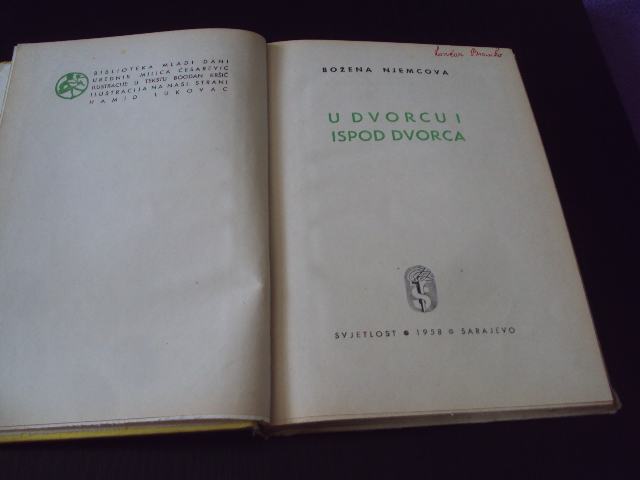 BIBLIOTEKA MLADI DANI
UREDNIK MILICA ČEŠAREVIĆ
ILUSTRACIJE U TEKSTU BOGDAN KRŠIĆ
ILUSTRACIJA NA NASL STRANI
HAMID LUKOVAC
BOŽENA NJEMCOVA
U DVORCU I
ISPOD DVORCA
SVJETLOST • 1958 • SARAJEVO